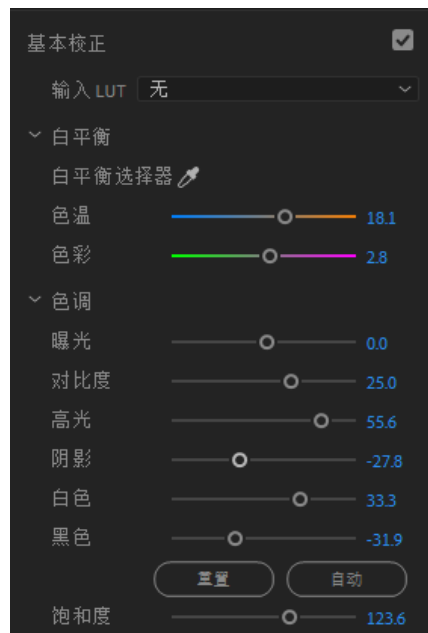 基本校正
输入 LUT 无
白平衡
白平衡选择器
色温 18.1
色彩 2.8
色调
曝光 0.0
对比度 25.0
高光 55.6
阴影 -27.8
白色 33.3
黑色 -31.9
重置 自动
饱和度 123.6